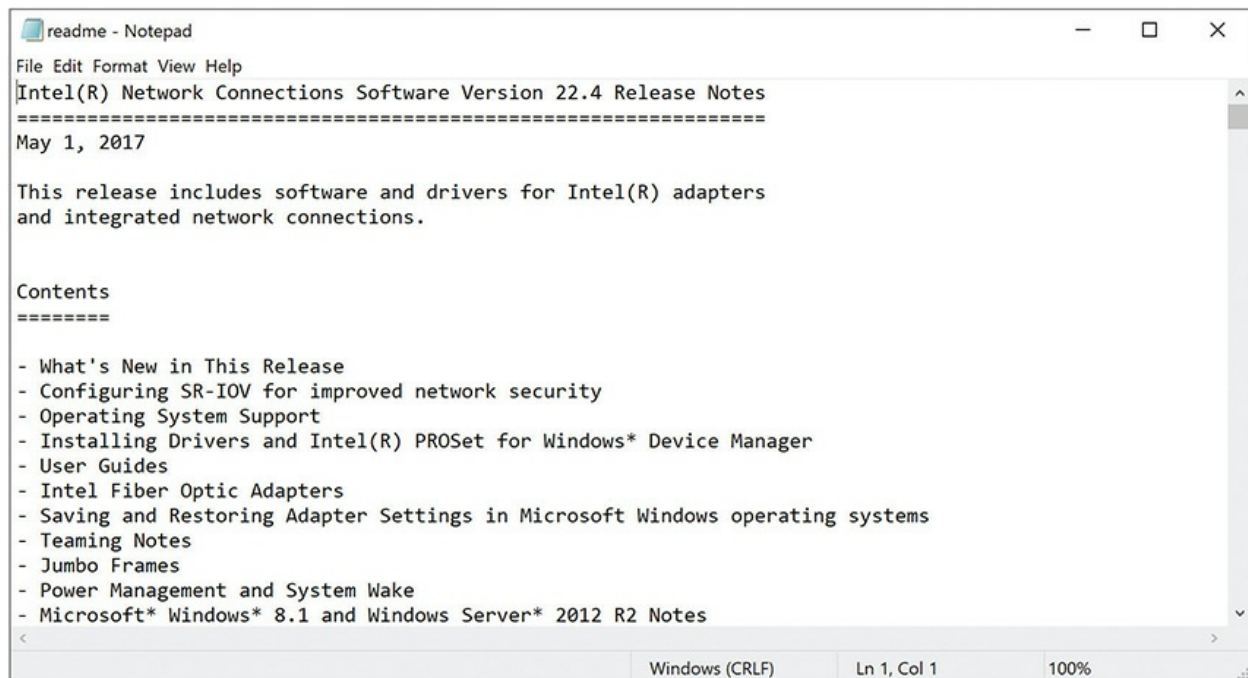 readme - Notepad
File Edit Format View Help
Intel(R) Network Connections Software Version 22.4 Release Notes
================================================================
May 1, 2017
This release includes software and drivers for Intel(R) adapters
and integrated network connections.
Contents
========
- What's New in This Release
- Configuring SR-IOV for improved network security
- Operating System Support
- Installing Drivers and Intel(R) PROSet for Windows* Device Manager
- User Guides
- Intel Fiber Optic Adapters
- Saving and Restoring Adapter Settings in Microsoft Windows operating systems
- Teaming Notes
- Jumbo Frames
- Power Management and System Wake
- Microsoft* Windows* 8.1 and Windows Server* 2012 R2 Notes
Windows (CRLF) Ln 1, Col 1 100%